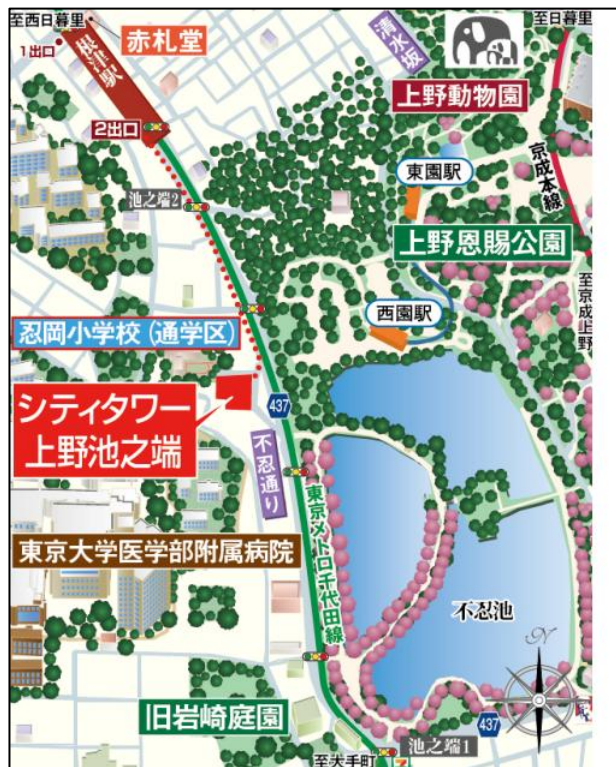 至西日暮里
赤札堂
1出口
根津駅
清水坂
至日暮里
上野動物園
2出口
東園駅
京成本線
池之端2
上野恩賜公園
至京成上野
西園駅
忍岡小学校(通学区)
シティタワー
上野池之端
437
不忍通り
東京メトロ千代田線
東京大学医学部附属病院
不忍池
N
旧岩崎庭園
437
池之端1
至大手町